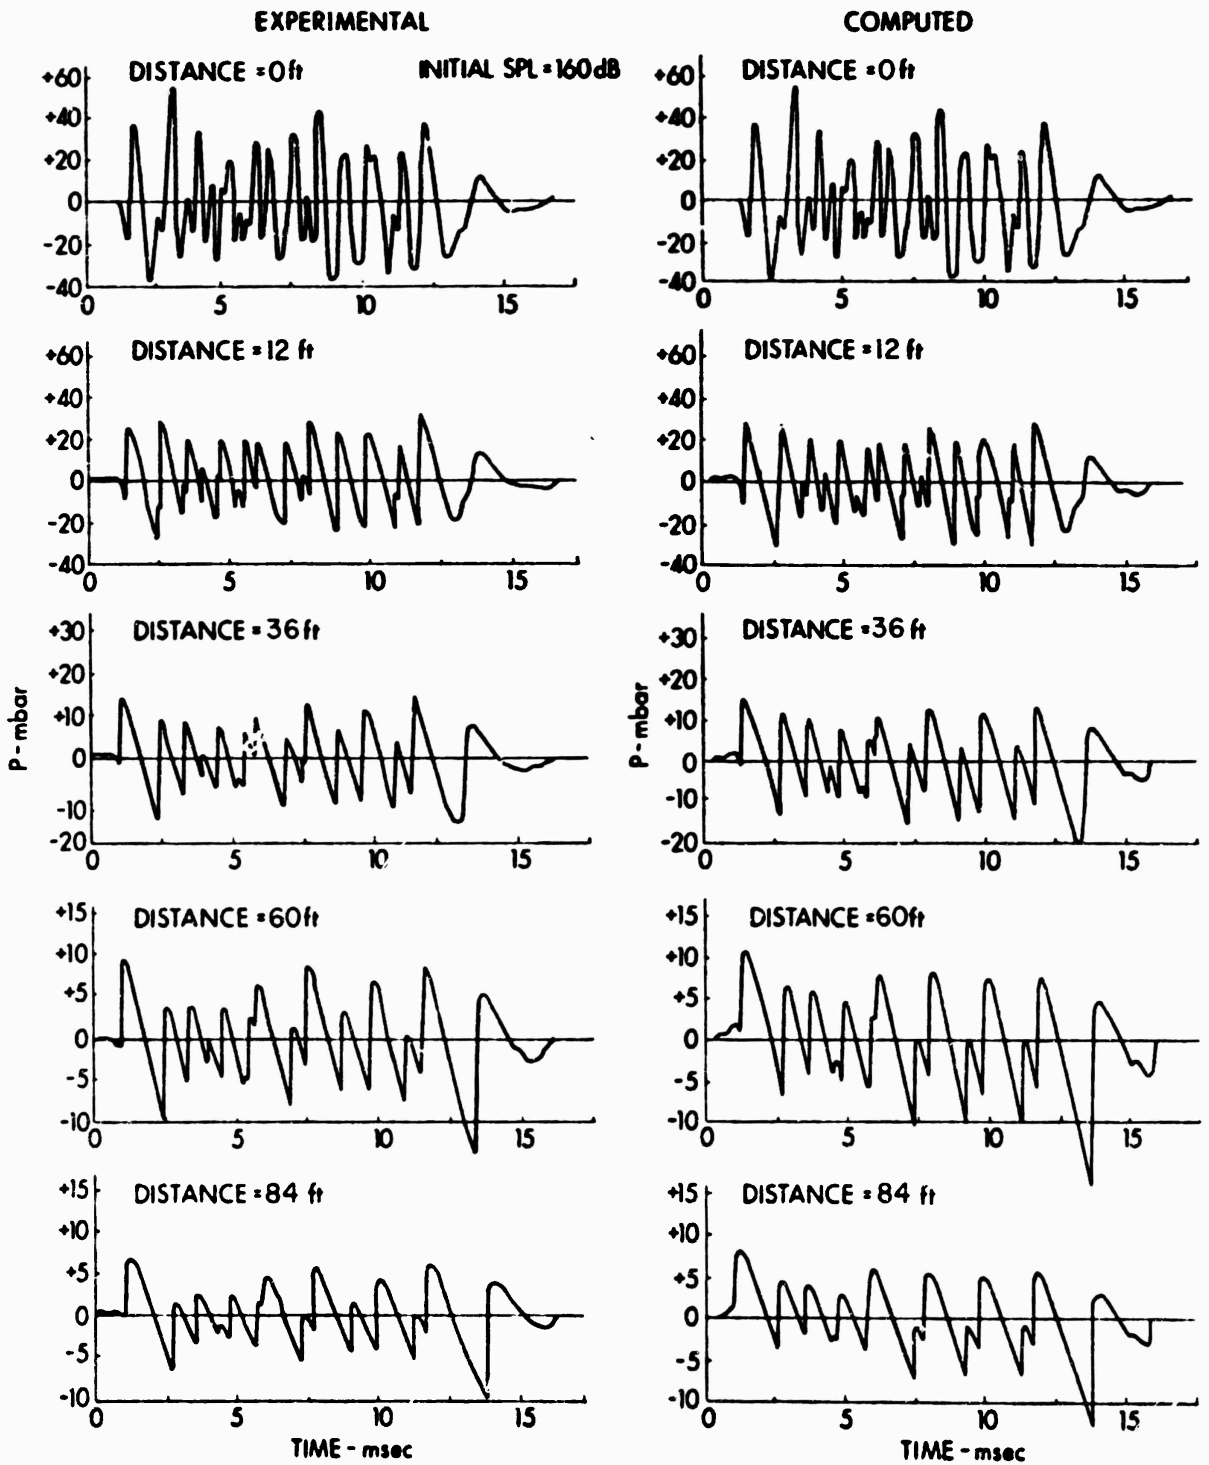 EXPERIMENTAL
COMPUTED
DISTANCE = 0 ft
INITIAL SPL = 160 dB
+60
+40
+20
0
-20
-40
0 5 10 15
DISTANCE = 0 ft
+60
+40
+20
0
-20
-40
0 5 10 15
DISTANCE = 12 ft
+60
+40
+20
0
-20
-40
0 5 10 15
DISTANCE = 12 ft
+60
+40
+20
0
-20
-40
0 5 10 15
DISTANCE = 36 ft
P - mbar
+30
+20
+10
0
-10
-20
0 5 10 15
DISTANCE = 36 ft
P - mbar
+30
+20
+10
0
-10
-20
0 5 10 15
DISTANCE = 60 ft
+15
+10
+5
0
-5
-10
0 5 10 15
DISTANCE = 60 ft
+15
+10
+5
0
-5
-10
0 5 10 15
DISTANCE = 84 ft
+15
+10
+5
0
-5
-10
0 5 10 15
TIME - msec
DISTANCE = 84 ft
+15
+10
+5
0
-5
-10
0 5 10 15
TIME - msec